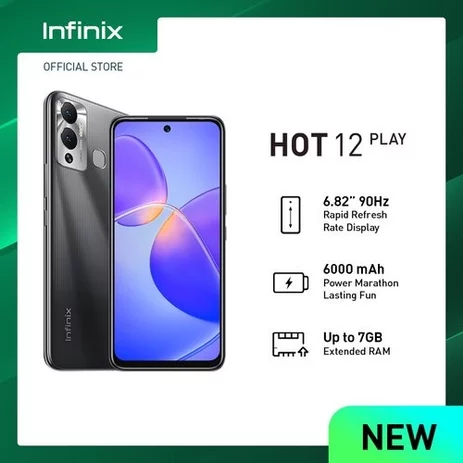 Infinix
OFFICIAL STORE
HOT 12 PLAY
6.82” 90Hz
Rapid Refresh
Rate Display
6000 mAh
Power Marathon
Lasting Fun
Up to 7GB
Extended RAM
Infinix
NEW